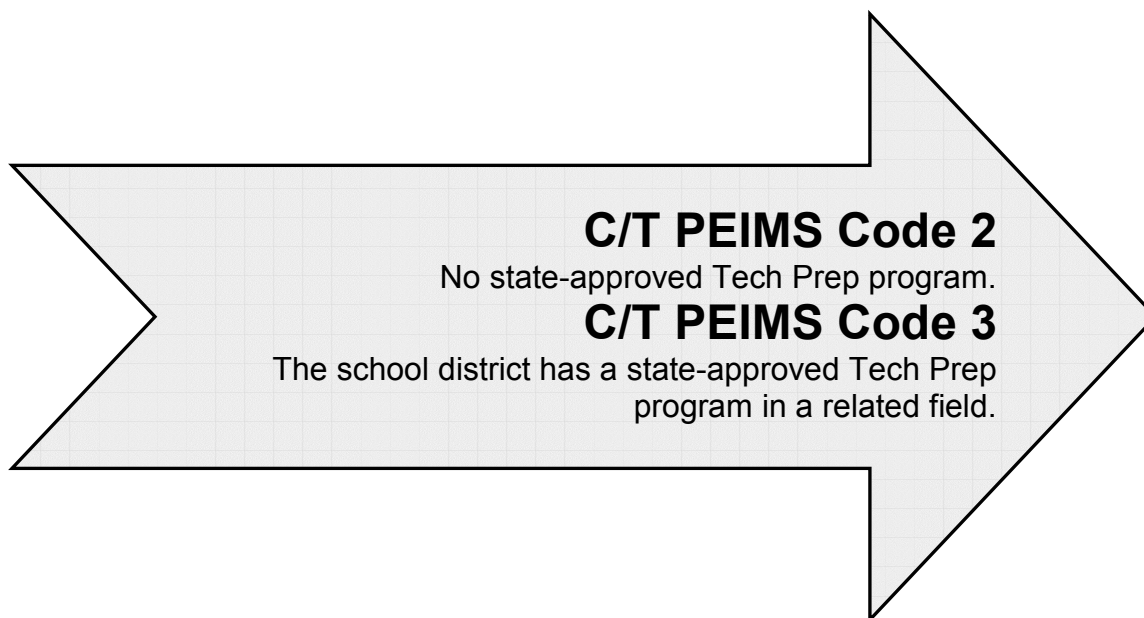 C/T PEIMS Code 2
No state-approved Tech Prep program.
C/T PEIMS Code 3
The school district has a state-approved Tech Prep
program in a related field.